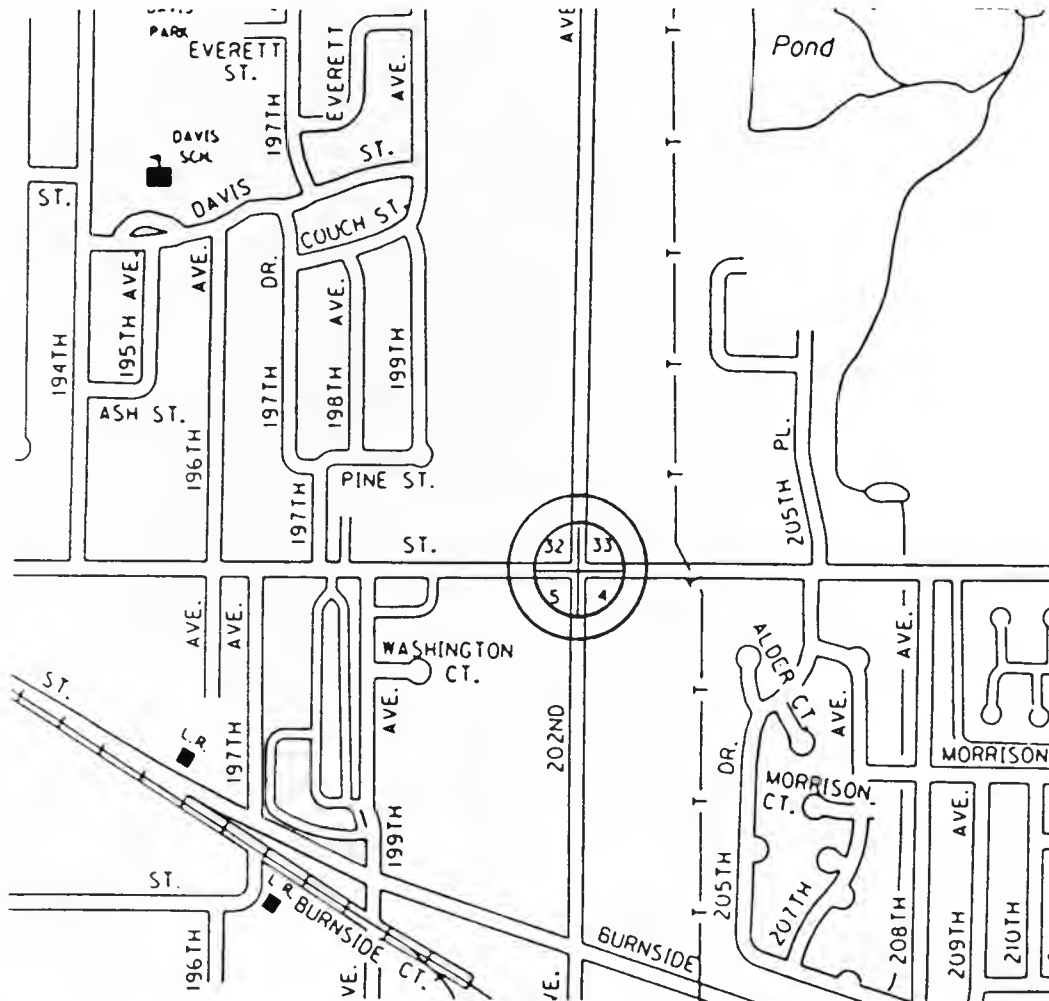 DAVIS
PARK
EVERETT
ST.
197TH
EVERETT
AVE.
AVE
Pond
DAVIS
SCH.
ST.
DAVIS
ST.
COUCH ST.
194TH
195TH AVE.
AVE.
DR.
AVE.
199TH
ASH ST.
196TH
197TH
198TH
PINE ST.
197TH
205TH PL.
T
T
T
T
ST.
32
33
5
4
AVE.
AVE.
WASHINGTON
CT.
ALDER CT.
AVE.
AVE.
ST.
L.R.
197TH
AVE.
202ND
DR.
MORRISON
MORRISON
CT.
T
T
T
T
199TH
205TH
207TH
AVE.
ST.
L.R.
BURNSIDE CT.
BURNSIDE
196TH
VE.
VE.
208TH
209TH
210TH